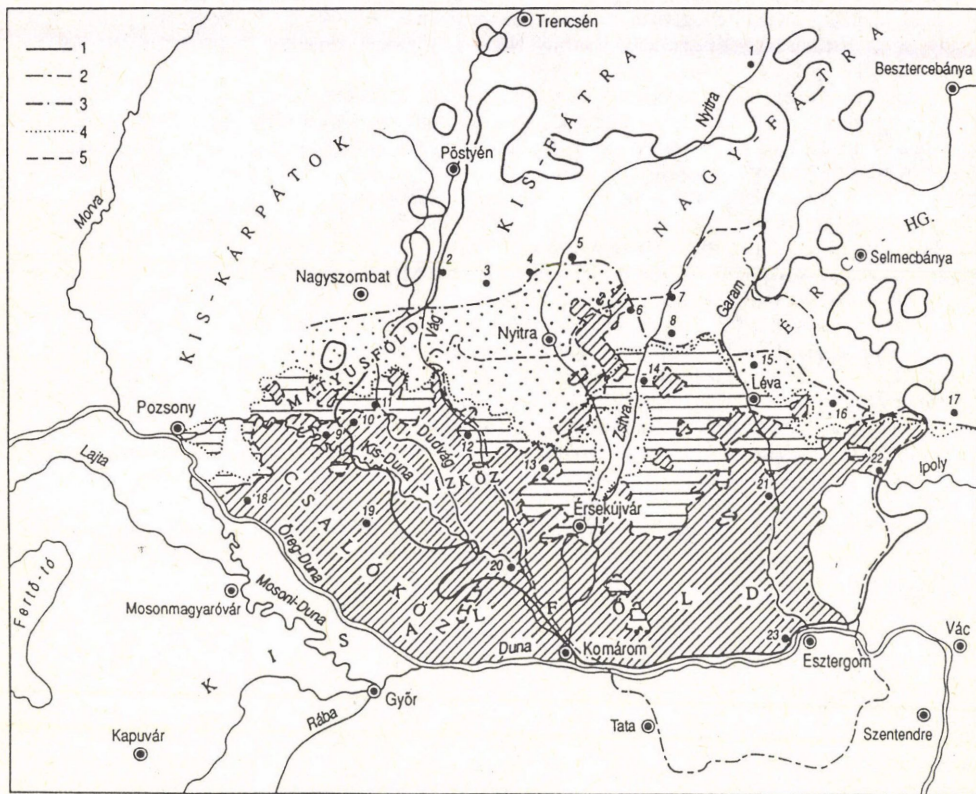 1
2
3
4
5
Trencsén
1
Besztercebánya
Nyitra
Pöstyén
Morva
KIS-KÁRPÁTOK
KIS-FÁTRA
NAGY-FÁTRA
ÉRC
HG.
Selmecbánya
Nagyszombat
2
3
4
5
Vág
Garam
Nyitra
6
7
8
MÁTYUSFÖLD
Zsitva
14
15
Léva
16
17
Pozsony
9
10
11
12
13
Dudvág
Kis-Duna
VÍZKÖZ
Lajta
Ipoly
22
21
18
19
Érsekújvár
CSALLÓKÖZ
Öreg-Duna
20
Fertő-tó
Mosonmagyaróvár
Mosoni-Duna
KIS
ALFÖLD
Duna
Komárom
23
Esztergom
Vác
Győr
Rába
Tata
Kapuvár
Szentendre